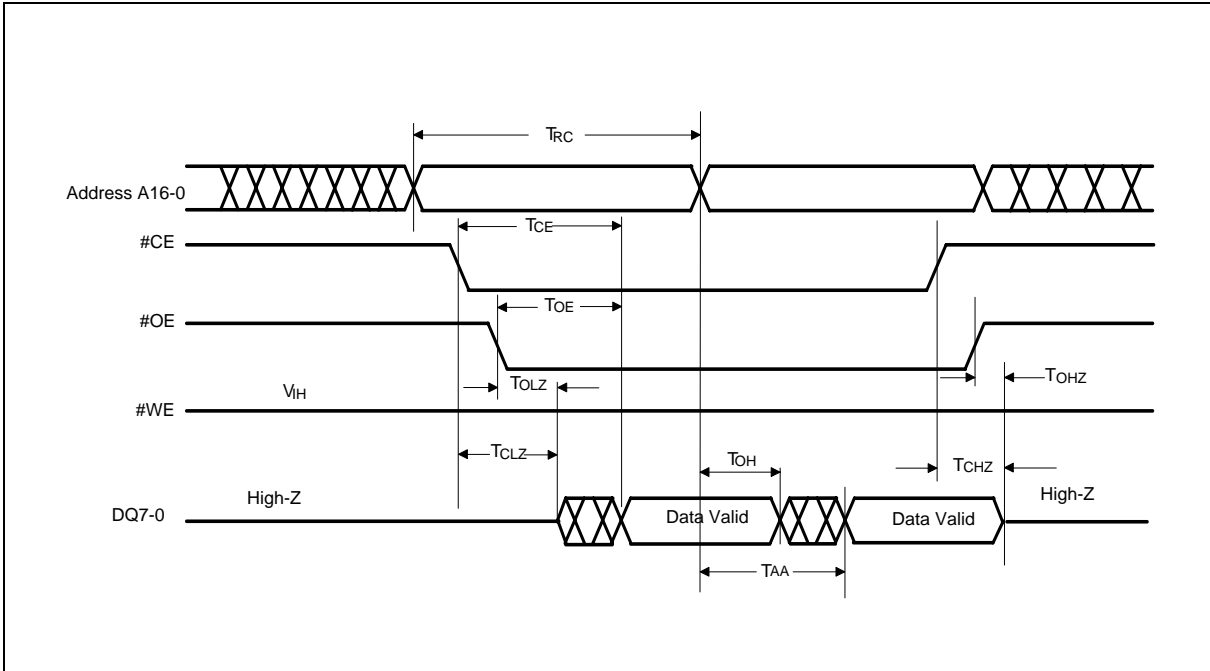 TRC
Address A16-0
TCE
#CE
TOE
#OE
TOLZ
TOHZ
VIH
#WE
TCLZ
TOH
TCHZ
High-Z
High-Z
DQ7-0
Data Valid
Data Valid
TAA